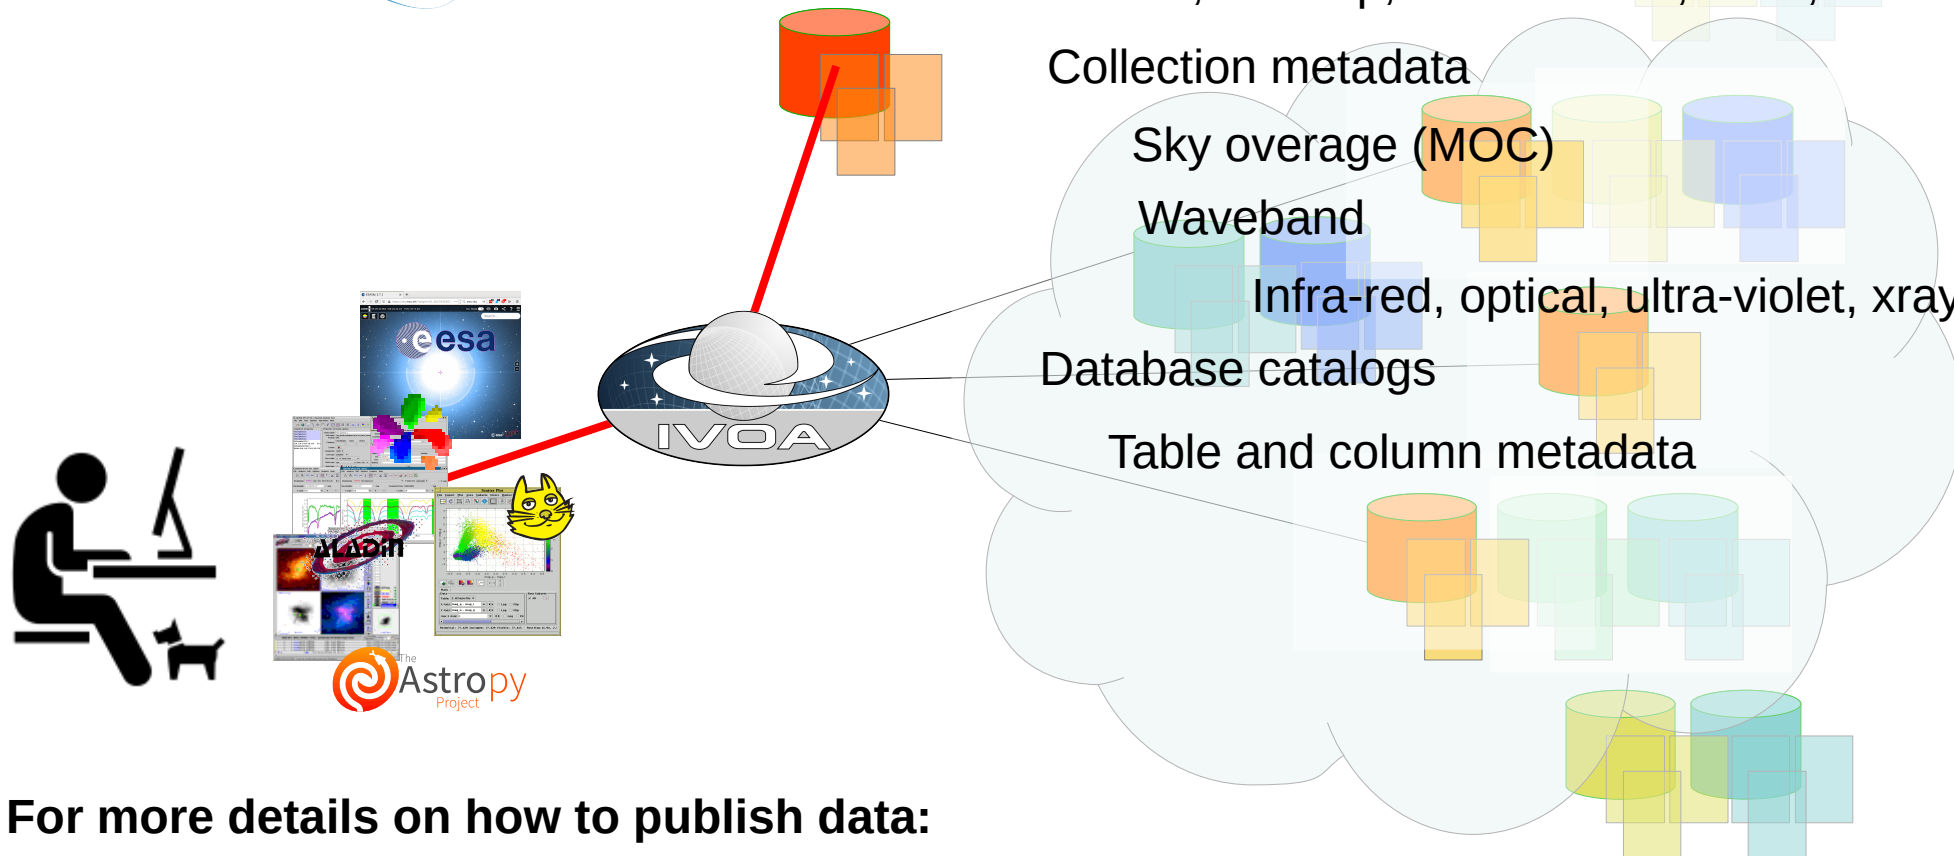 Collection metadata
Sky overage (MOC)
Waveband
Infra-red, optical, ultra-violet, xray
Database catalogs
Table and column metadata
esa
IVOA
ALADin
The
Astropy
Project
For more details on how to publish data: